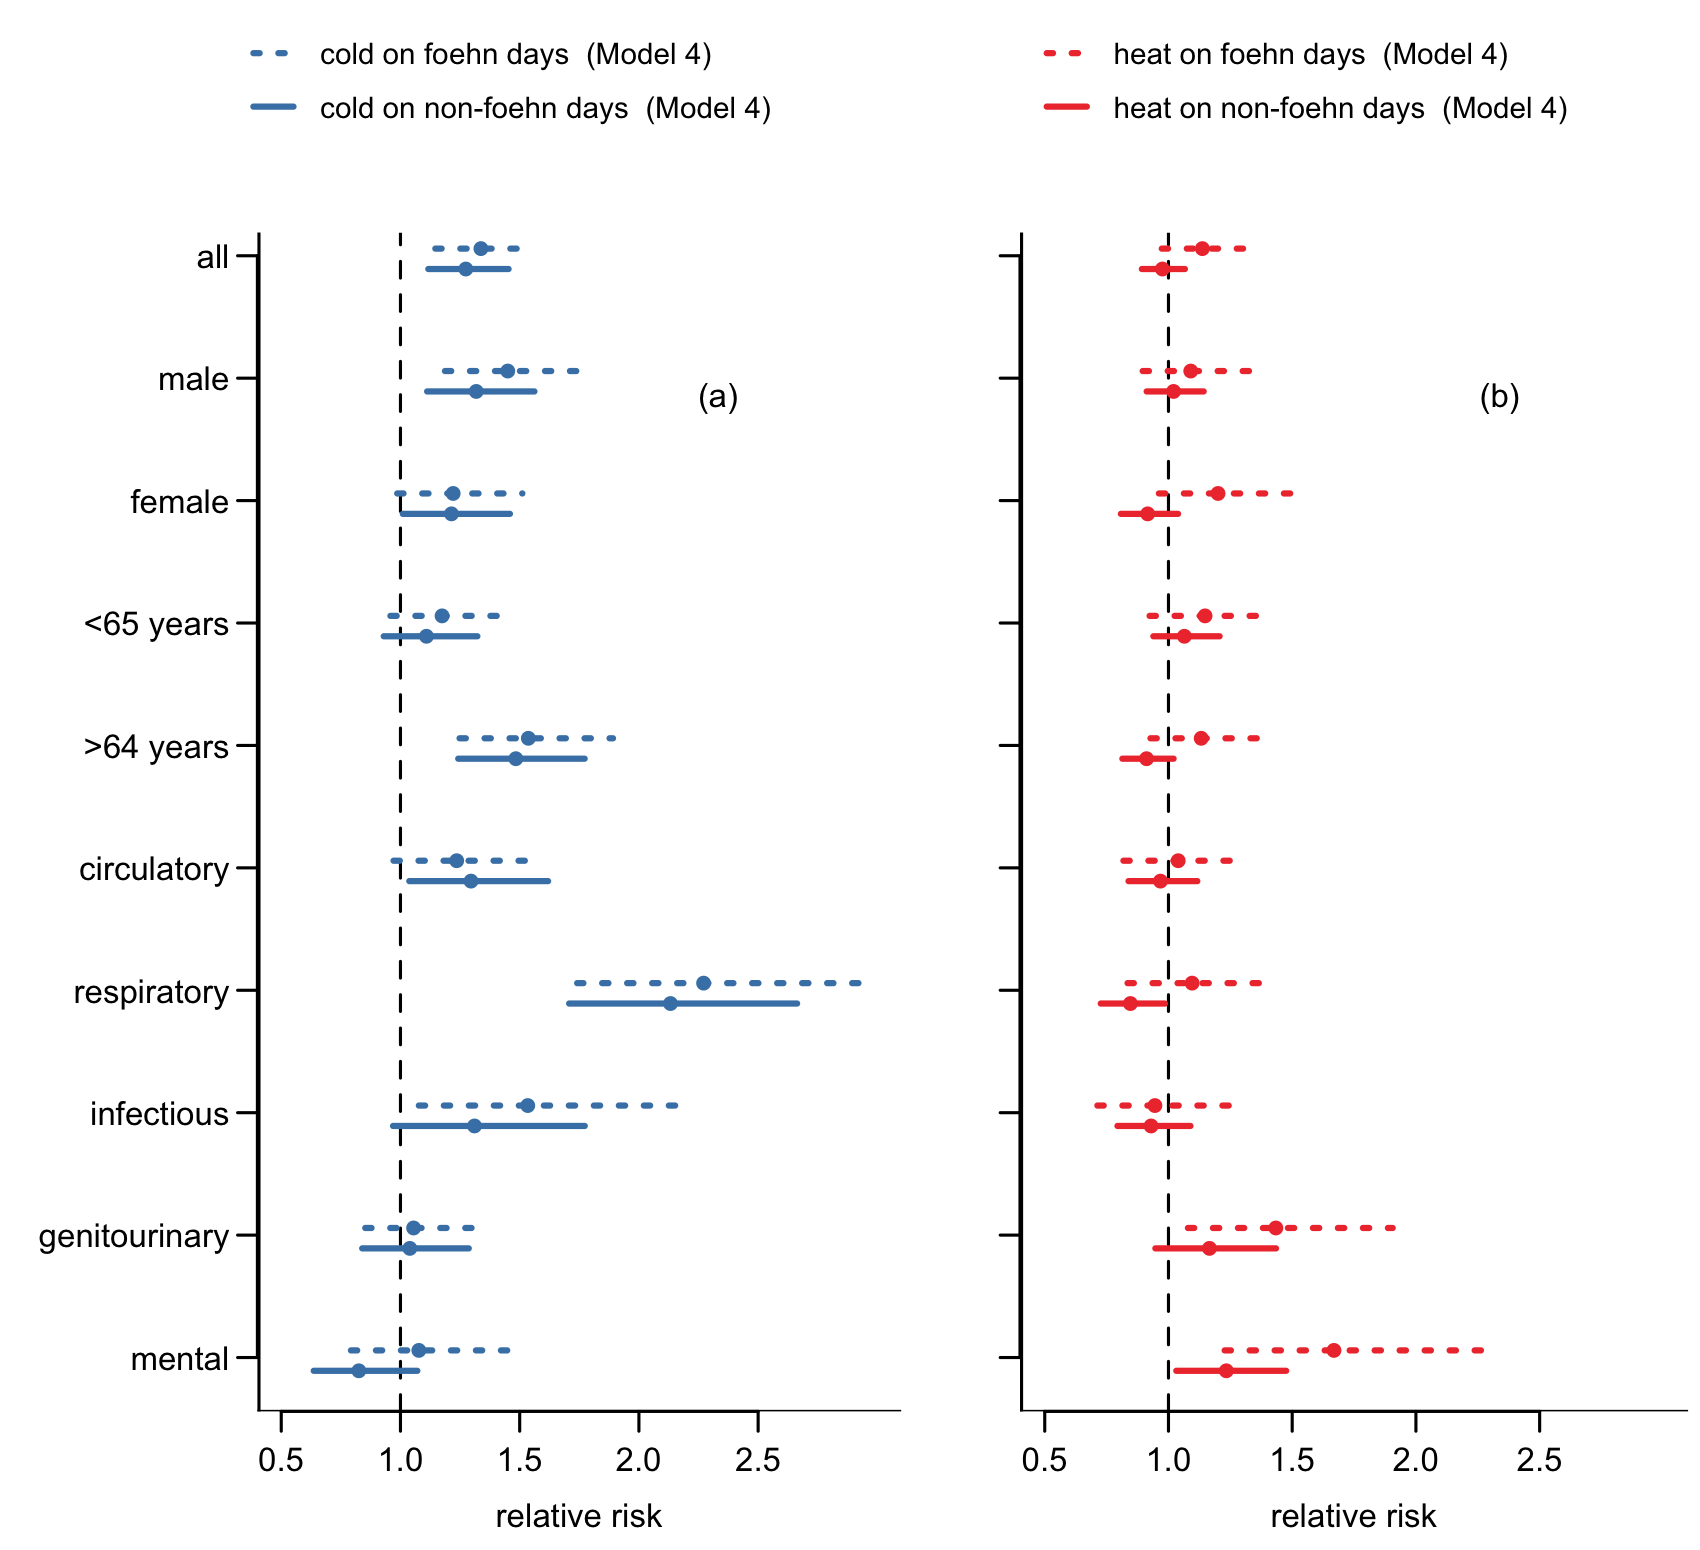 cold on foehn days (Model 4)
cold on non-foehn days (Model 4)
heat on foehn days (Model 4)
heat on non-foehn days (Model 4)
all
male
female
<65 years
>64 years
circulatory
respiratory
infectious
genitourinary
mental
(a)
0.5 1.0 1.5 2.0 2.5
relative risk
(b)
0.5 1.0 1.5 2.0 2.5
relative risk